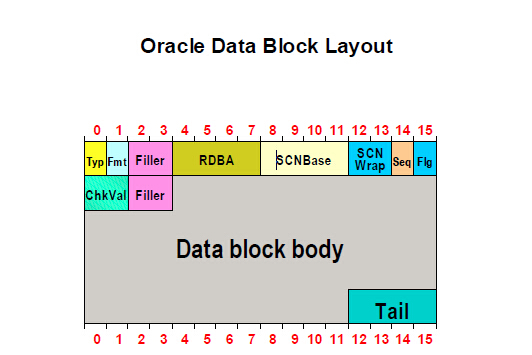 Oracle Data Block Layout
0 1 2 3 4 5 6 7 8 9 10 11 12 13 14 15
Typ Fmt Filler RDBA SCNBase SCN Wrap Seq Flg
ChkVal Filler
Data block body
Tail
0 1 2 3 4 5 6 7 8 9 10 11 12 13 14 15